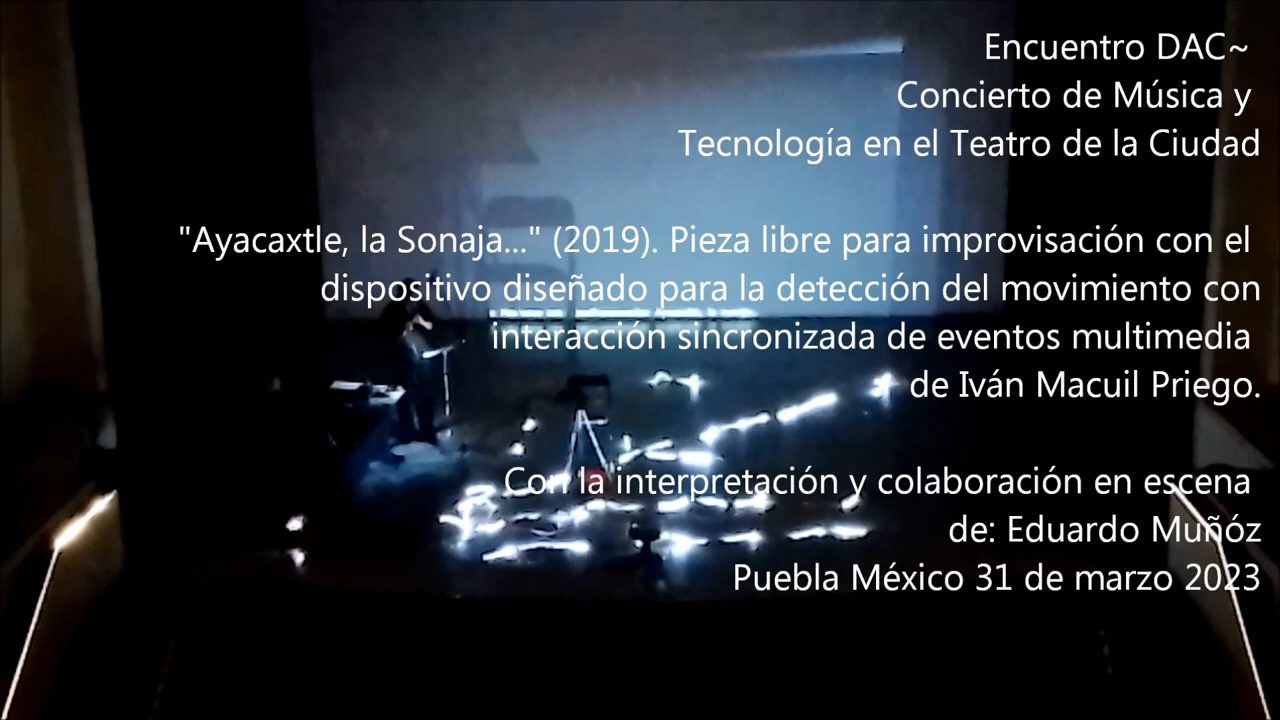 Encuentro DAC~
Concierto de Música y
Tecnología en el Teatro de la Ciudad
"Ayacaxtle, la Sonaja..." (2019). Pieza libre para improvisación con el
dispositivo diseñado para la detección del movimiento con
interacción sincronizada de eventos multimedia
de Iván Macuil Priego.
Con la interpretación y colaboración en escena
de: Eduardo Muñóz
Puebla México 31 de marzo 2023